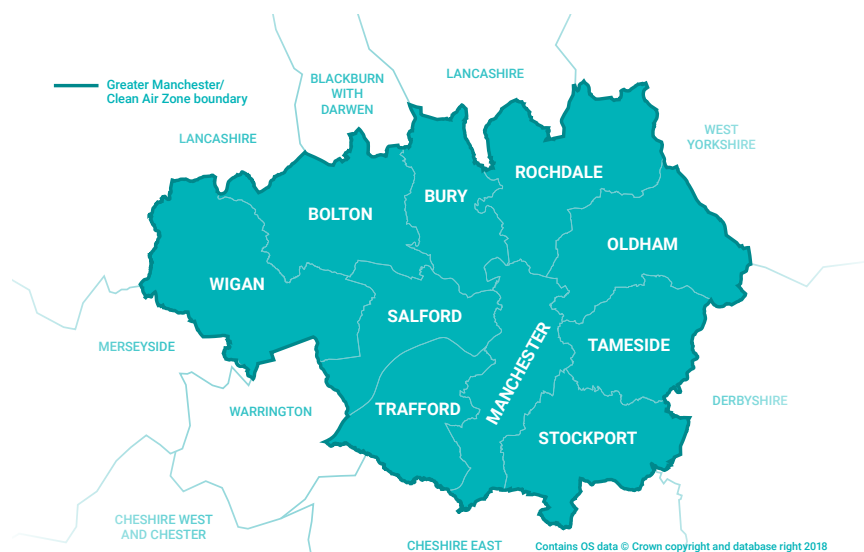 LANCASHIRE
BLACKBURN
WITH
DARWEN
Greater Manchester/
Clean Air Zone boundary
LANCASHIRE
WEST
YORKSHIRE
ROCHDALE
BURY
BOLTON
OLDHAM
WIGAN
SALFORD
MANCHESTER
TAMESIDE
MERSEYSIDE
DERBYSHIRE
WARRINGTON
TRAFFORD
STOCKPORT
CHESHIRE WEST
AND CHESTER
CHESHIRE EAST
Contains OS data © Crown copyright and database right 2018